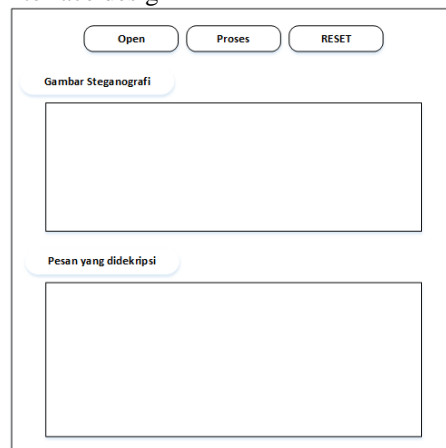 Open Proses RESET
Gambar Steganografi
Pesan yang didekripsi